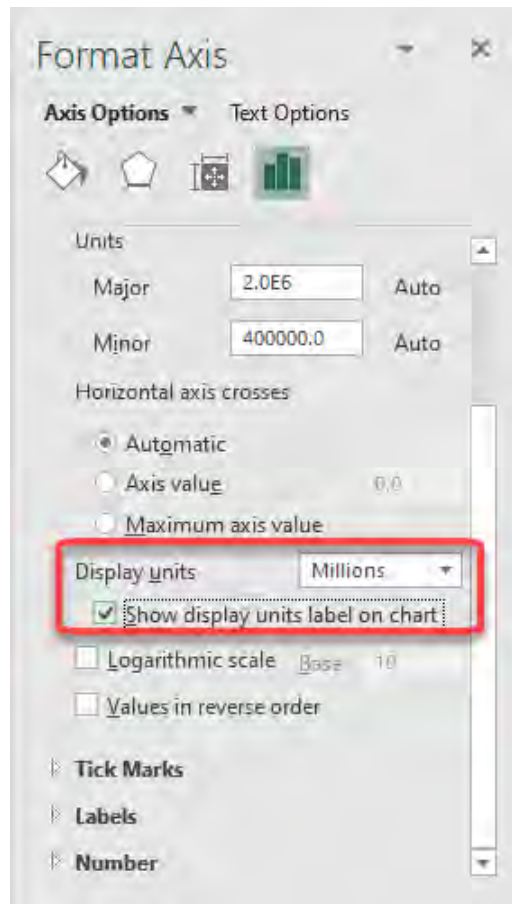 Format Axis
Axis Options Text Options
Units
Major 2.0E6 Auto
Minor 400000.0 Auto
Horizontal axis crosses
Automatic
Axis value 0.0
Maximum axis value
Display units Millions
Show display units label on chart
Logarithmic scale Base 10
Values in reverse order
Tick Marks
Labels
Number